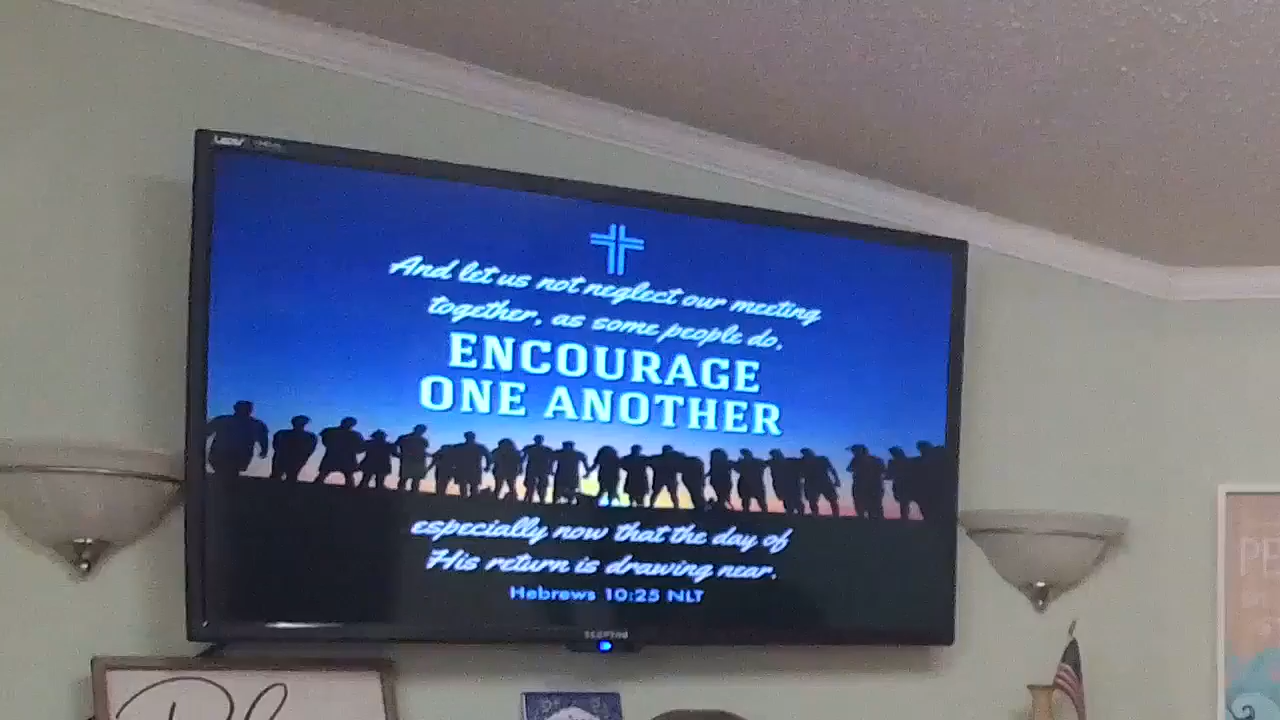 And let us not neglect our meeting
together, as some people do,
ENCOURAGE
ONE ANOTHER
especially now that the day of
His return is drawing near.
Hebrews 10:25 NLT
SCEPTRE